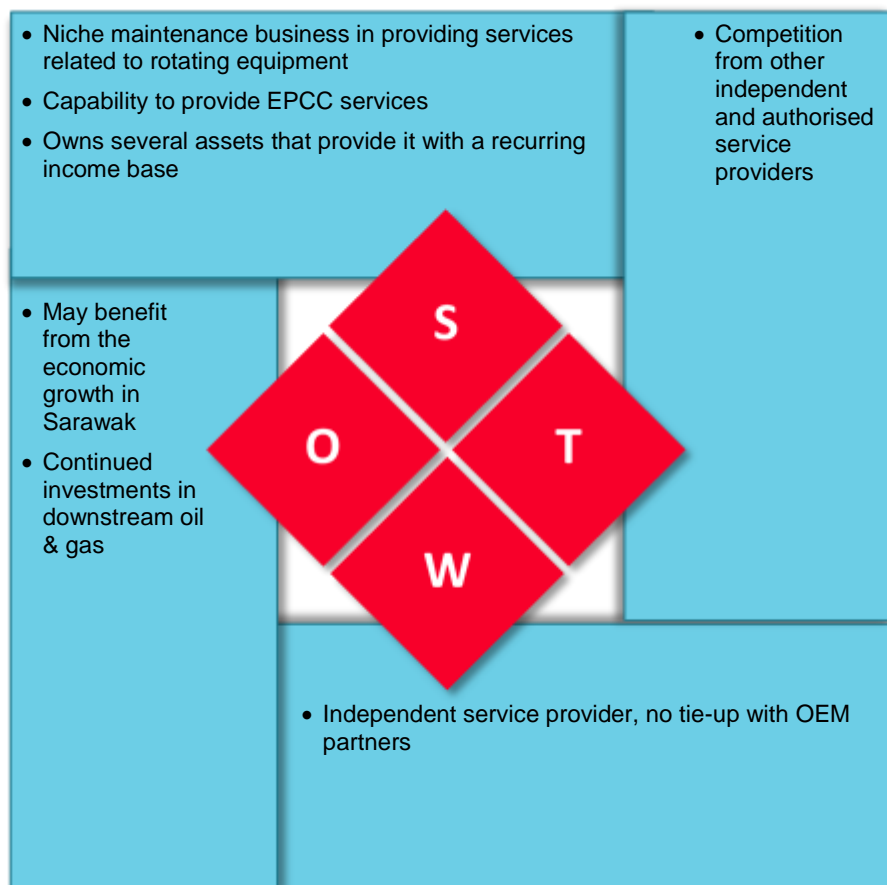 • Niche maintenance business in providing services
related to rotating equipment
• Capability to provide EPCC services
• Owns several assets that provide it with a recurring
income base
• Competition
from other
independent
and authorised
service
providers
• May benefit
from the
economic
growth in
Sarawak
• Continued
investments in
downstream oil
& gas
S
O
T
W
• Independent service provider, no tie-up with OEM
partners